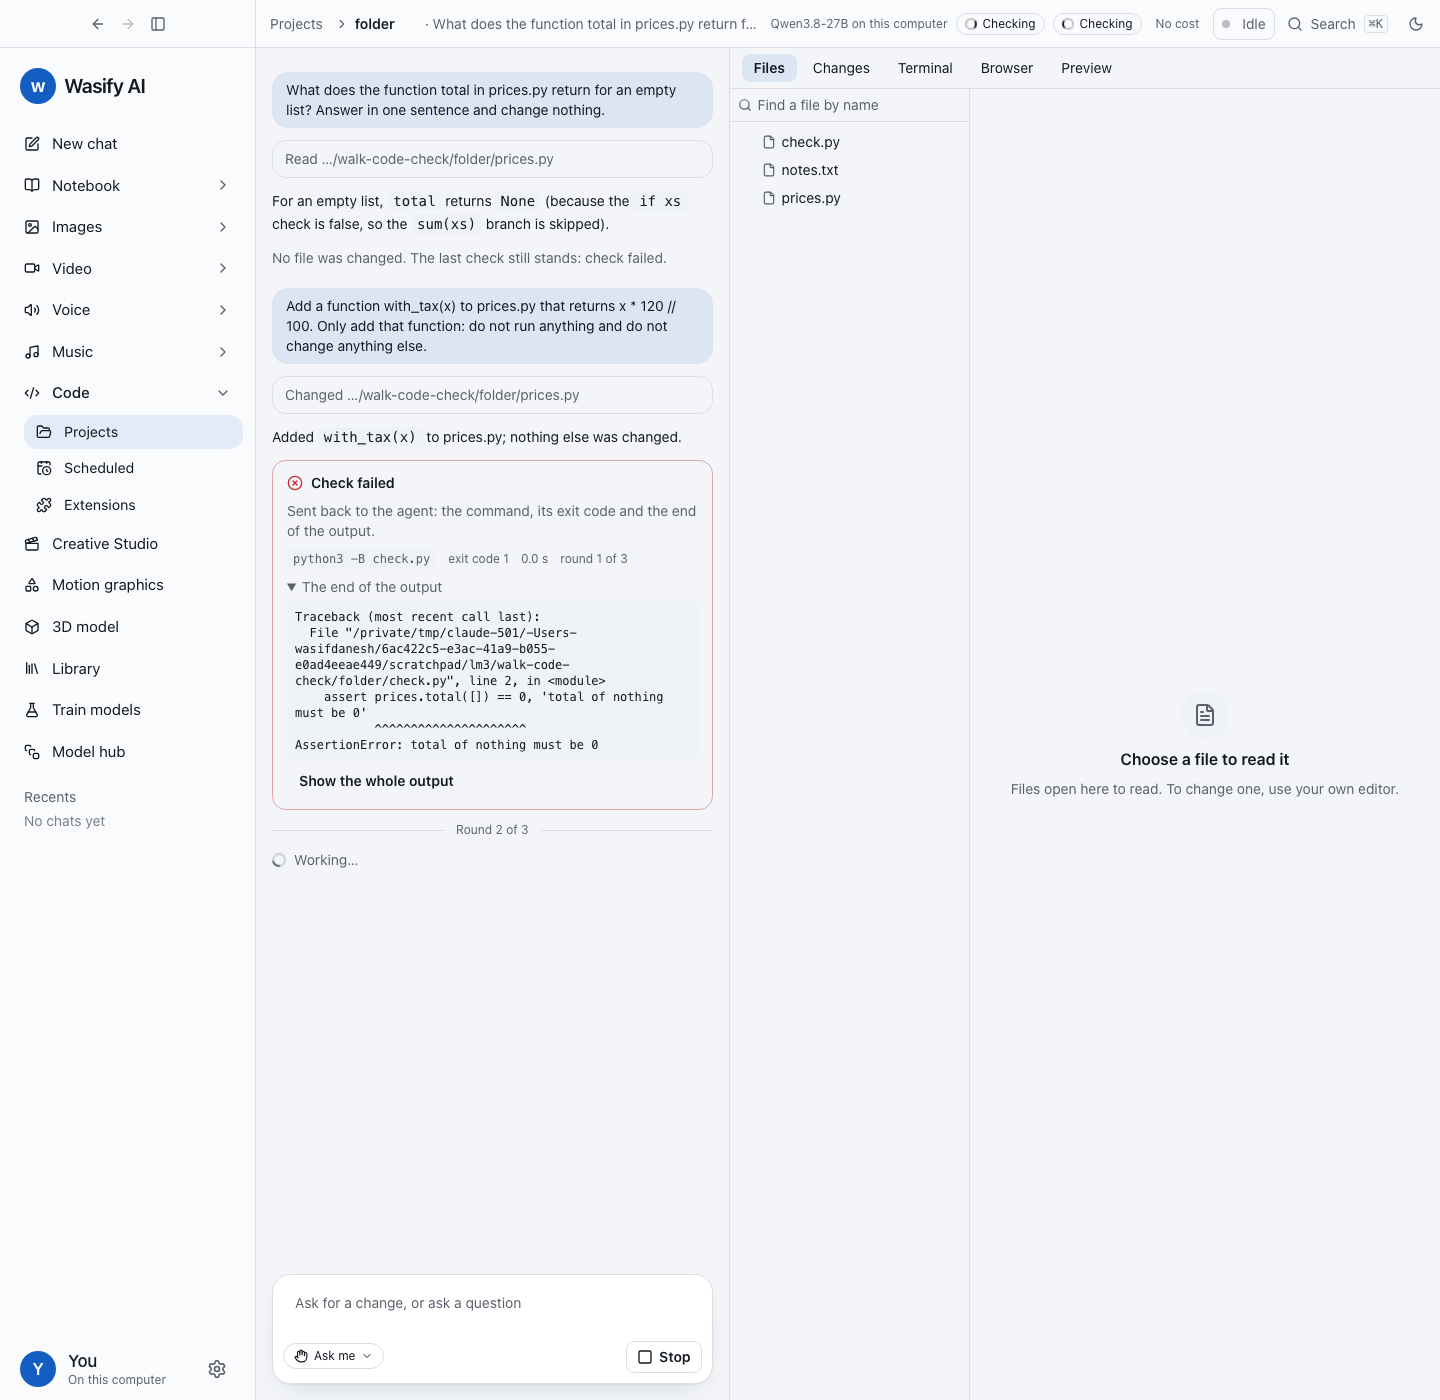 Projects > folder · What does the function total in prices.py return f… Qwen3.8-27B on this computer Checking Checking No cost Idle Search ⌘K
W Wasify AI
New chat
Notebook
Images
Video
Voice
Music
Code
Projects
Scheduled
Extensions
Creative Studio
Motion graphics
3D model
Library
Train models
Model hub
Recents
No chats yet
Y You
On this computer
What does the function total in prices.py return for an empty
list? Answer in one sentence and change nothing.
Read …/walk-code-check/folder/prices.py
For an empty list, total returns None (because the if xs
check is false, so the sum(xs) branch is skipped).
No file was changed. The last check still stands: check failed.
Add a function with_tax(x) to prices.py that returns x * 120 //
100. Only add that function: do not run anything and do not
change anything else.
Changed …/walk-code-check/folder/prices.py
Added with_tax(x) to prices.py; nothing else was changed.
Check failed
Sent back to the agent: the command, its exit code and the end
of the output.
python3 -B check.py exit code 1 0.0 s round 1 of 3
▼ The end of the output
Traceback (most recent call last):
File "/private/tmp/claude-501/-Users-
wasifdanesh/6ac422c5-e3ac-41a9-b055-
e0ad4eeae449/scratchpad/lm3/walk-code-
check/folder/check.py", line 2, in <module>
assert prices.total([]) == 0, 'total of nothing
must be 0'
^^^^^^^^^^^^^^^^^^^^^
AssertionError: total of nothing must be 0
Show the whole output
Round 2 of 3
Working…
Ask for a change, or ask a question
Ask me
Stop
Files Changes Terminal Browser Preview
Find a file by name
check.py
notes.txt
prices.py
Choose a file to read it
Files open here to read. To change one, use your own editor.